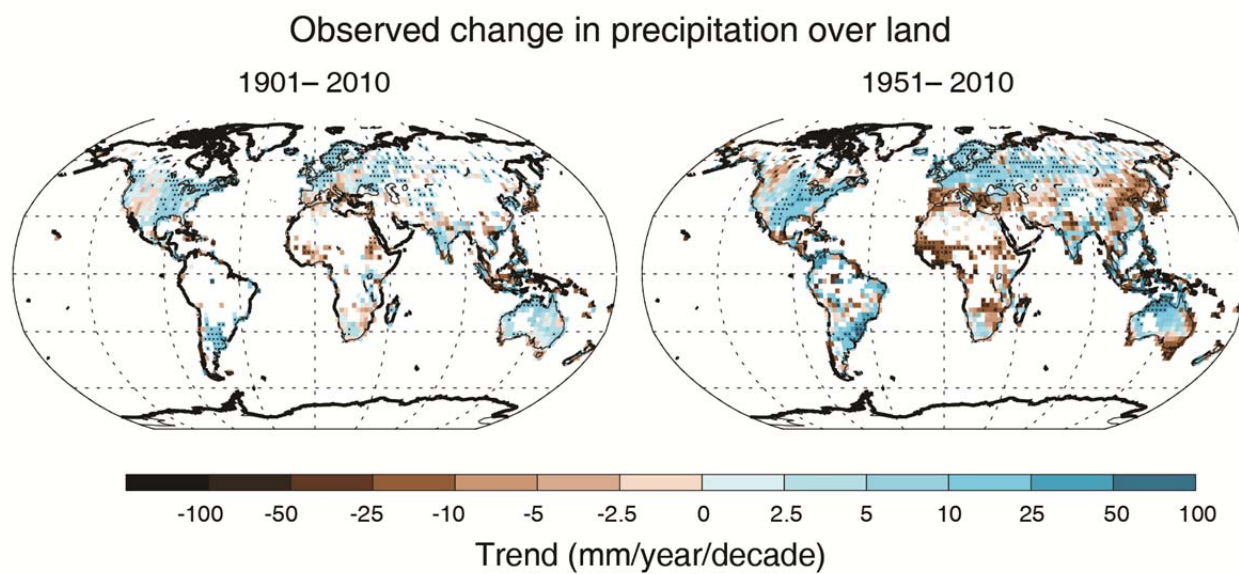 Observed change in precipitation over land
1901– 2010
1951– 2010
-100 -50 -25 -10 -5 -2.5 0 2.5 5 10 25 50 100
Trend (mm/year/decade)